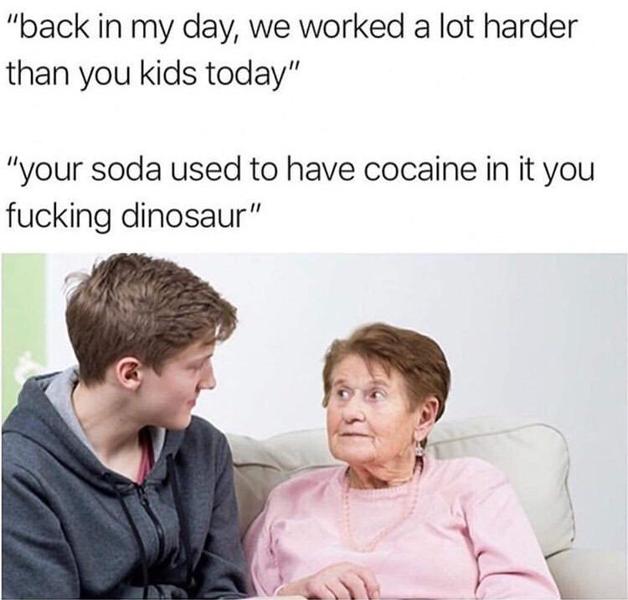 "back in my day, we worked a lot harder
than you kids today"
"your soda used to have cocaine in it you
fucking dinosaur"